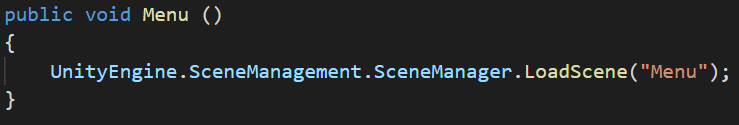 public void Menu ()
{
    UnityEngine.SceneManagement.SceneManager.LoadScene("Menu");
}